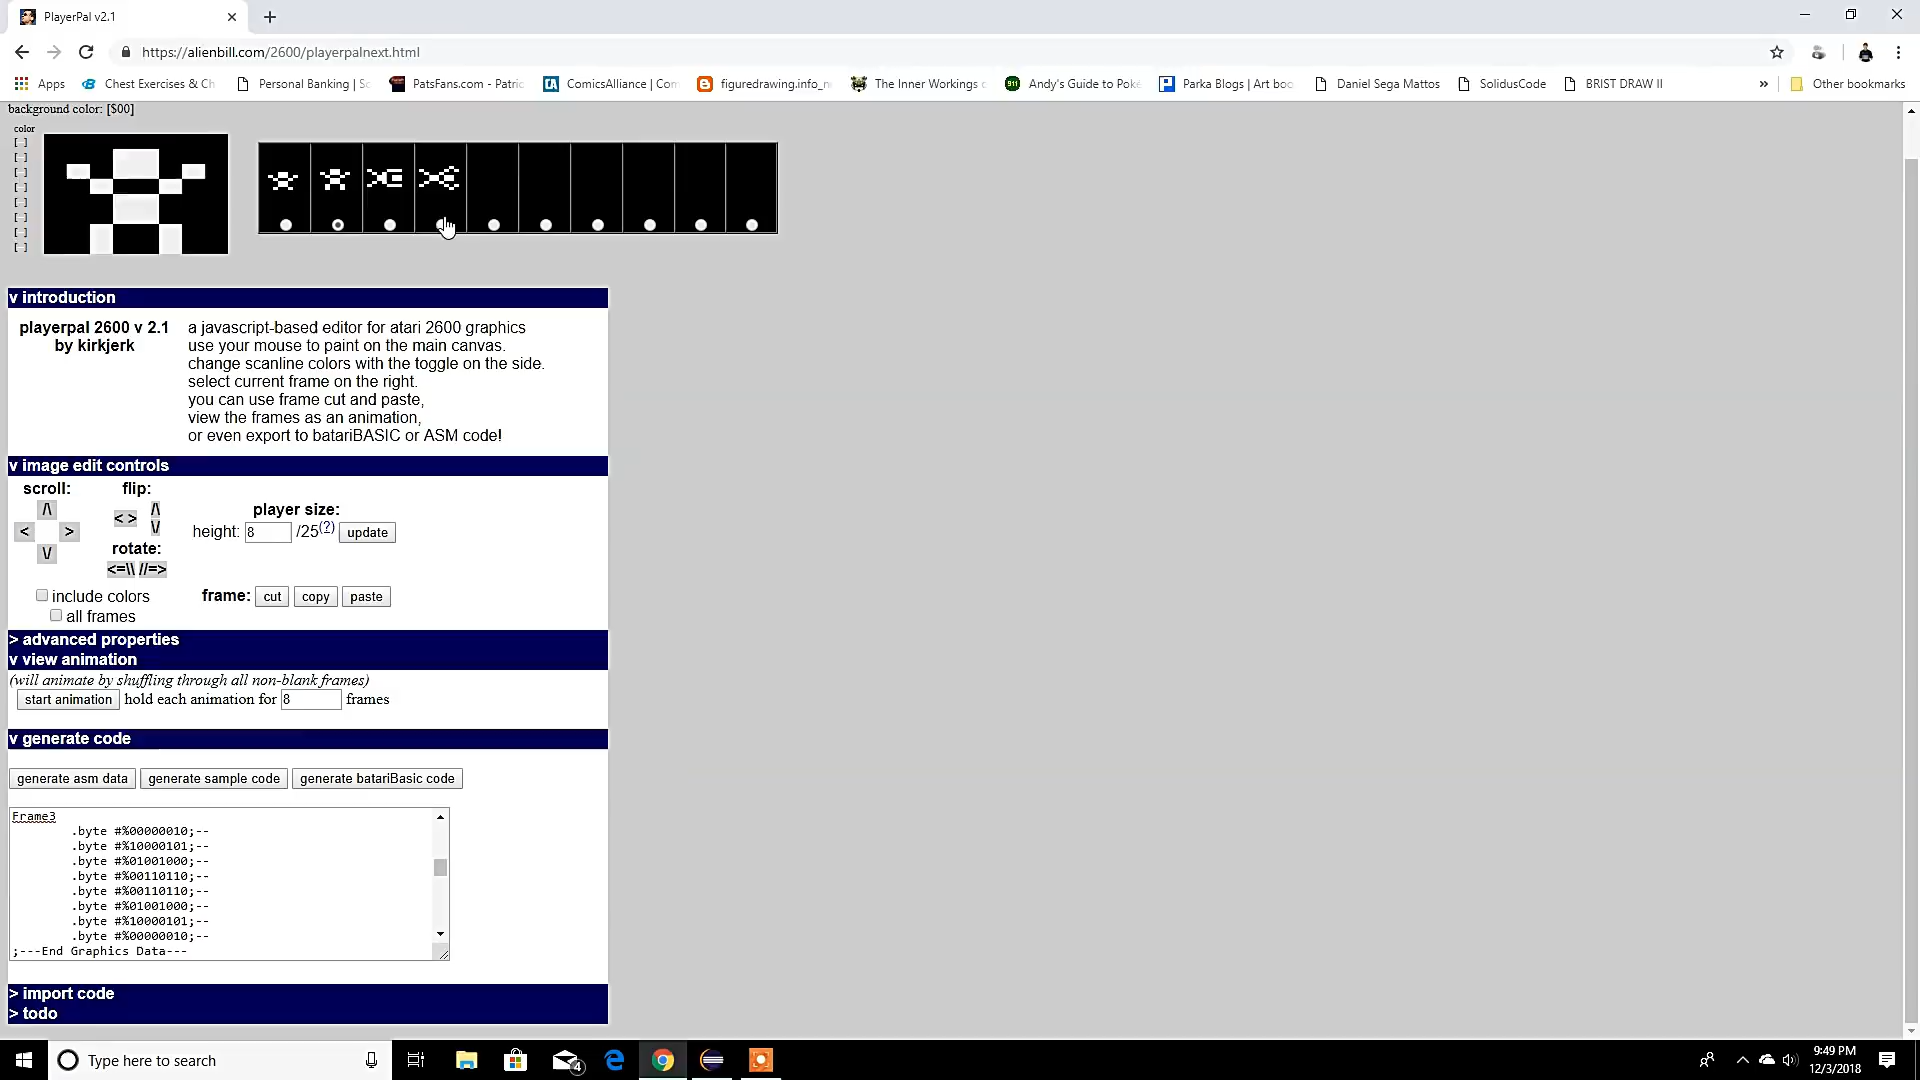 PlayerPal v2.1
https://alienbill.com/2600/playerpalnext.html
Apps Chest Exercises & Ch Personal Banking | Sc PatsFans.com - Patric ComicsAlliance | Com figuredrawing.info_n The Inner Workings Andy's Guide to Poké Parka Blogs | Art boo Daniel Sega Mattos SolidusCode BRIST DRAW II » Other bookmarks
background color: [$00]
color
v introduction
playerpal 2600 v 2.1
by kirkjerk
a javascript-based editor for atari 2600 graphics
use your mouse to paint on the main canvas.
change scanline colors with the toggle on the side.
select current frame on the right.
you can use frame cut and paste,
view the frames as an animation,
or even export to batariBASIC or ASM code!
v image edit controls
scroll: flip:
/\
< >
\/
< >
/\
\/
player size:
height: 8 /25(?) update
rotate:
<=\\ //=>
include colors
all frames
frame: cut copy paste
> advanced properties
v view animation
(will animate by shuffling through all non-blank frames)
start animation hold each animation for 8 frames
v generate code
generate asm data generate sample code generate batariBasic code
Frame3
.byte #%00000010;--
.byte #%10000101;--
.byte #%01001000;--
.byte #%00110110;--
.byte #%00110110;--
.byte #%01001000;--
.byte #%10000101;--
.byte #%00000010;--
;---End Graphics Data---
> import code
> todo
Type here to search
4
9:49 PM
12/3/2018